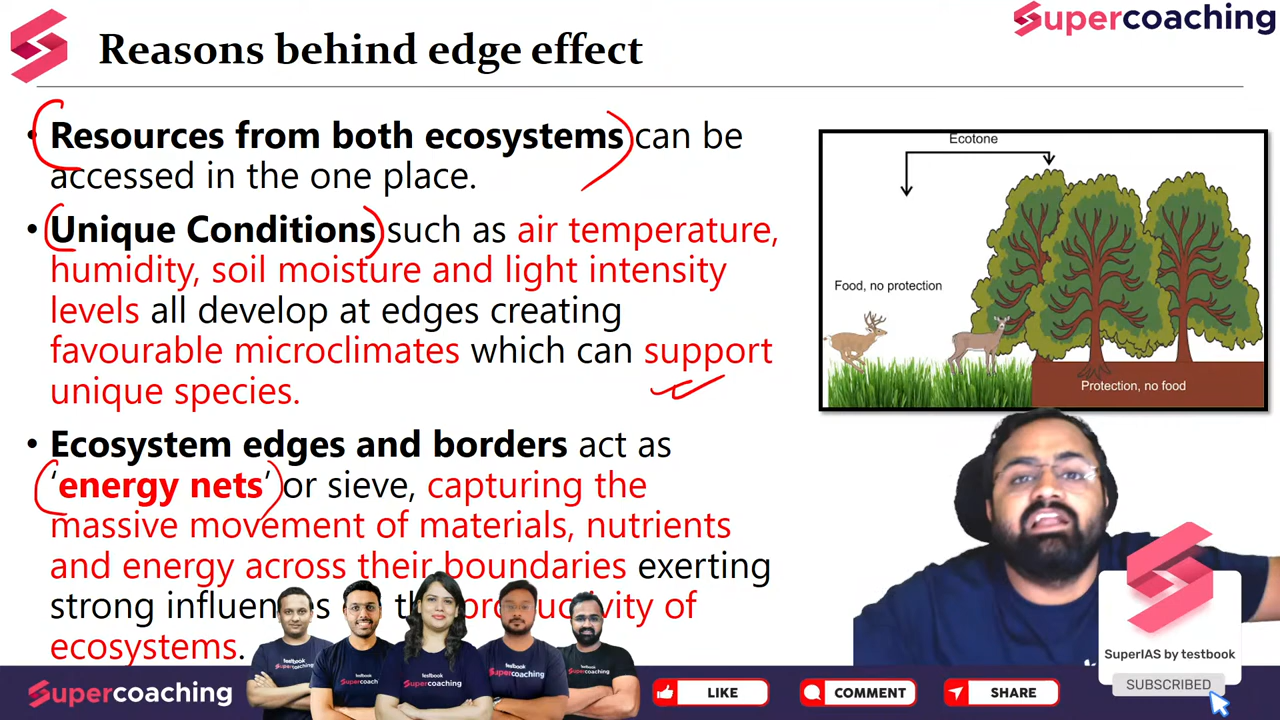 Reasons behind edge effect
Supercoaching
• Resources from both ecosystems can be
accessed in the one place.
• Unique Conditions such as air temperature,
humidity, soil moisture and light intensity
levels all develop at edges creating
favourable microclimates which can support
unique species.
• Ecosystem edges and borders act as
‘energy nets’ or sieve, capturing the
massive movement of materials, nutrients
and energy across their boundaries exerting
strong influences the productivity of
ecosystems.
Ecotone
Food, no protection
Protection, no food
SuperIAS by testbook
SUBSCRIBED
Supercoaching
LIKE
COMMENT
SHARE